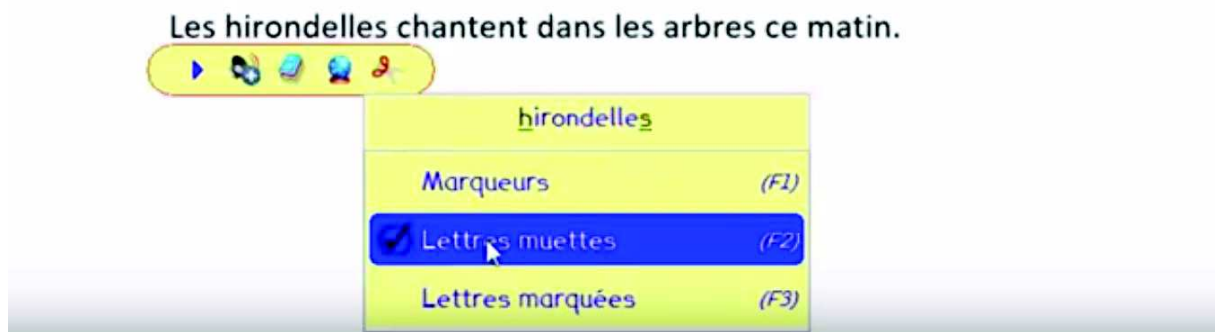 Les hirondelles chantent dans les arbres ce matin.
hirondelles
Marqueurs (F1)
Lettres muettes (F2)
Lettres marquées (F3)